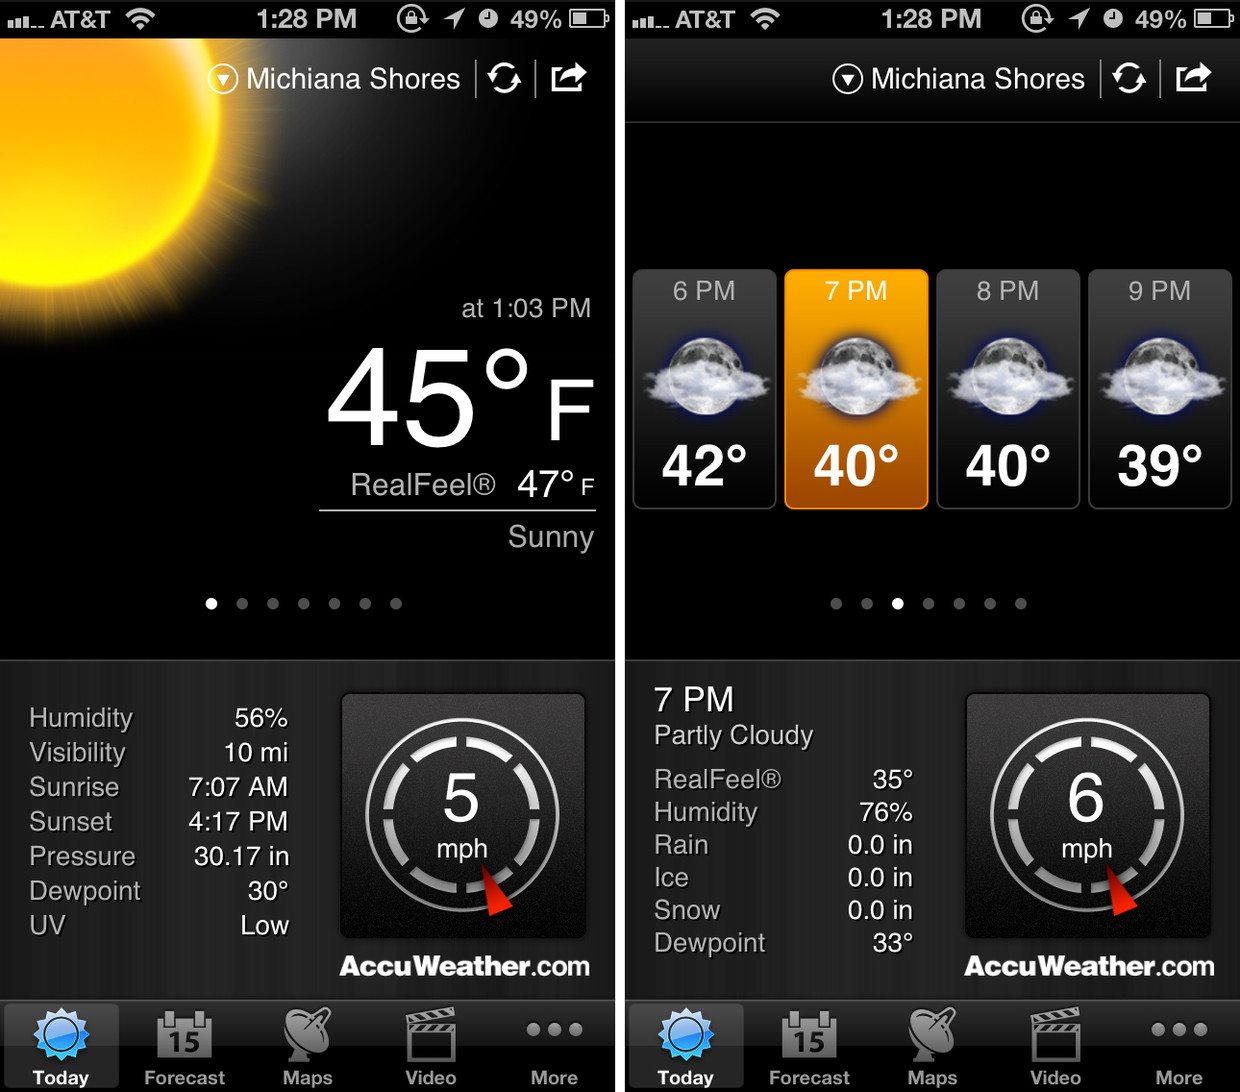 AT&T 1:28 PM 49%
Michiana Shores
at 1:03 PM
45° F
RealFeel® 47° F
Sunny
Humidity 56%
Visibility 10 mi
Sunrise 7:07 AM
Sunset 4:17 PM
Pressure 30.17 in
Dewpoint 30°
UV Low
5
mph
AccuWeather.com
Today 15 Forecast Maps Video More
AT&T 1:28 PM 49%
Michiana Shores
6 PM 7 PM 8 PM 9 PM
42° 40° 40° 39°
7 PM
Partly Cloudy
RealFeel® 35°
Humidity 76%
Rain 0.0 in
Ice 0.0 in
Snow 0.0 in
Dewpoint 33°
6
mph
AccuWeather.com
Today 15 Forecast Maps Video More